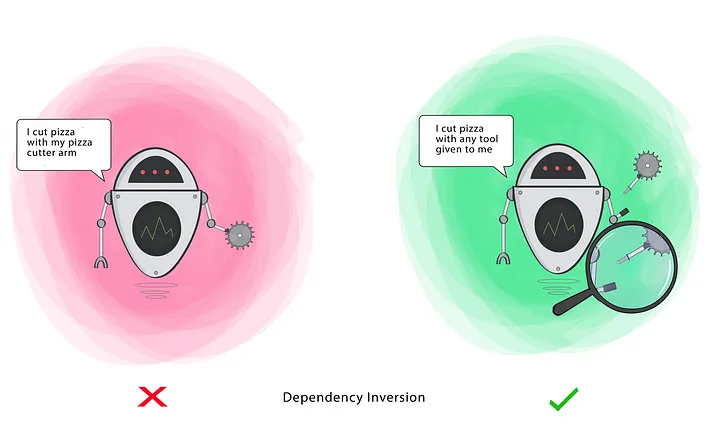 I cut pizza
with my pizza
cutter arm
I cut pizza
with any tool
given to me
Dependency Inversion